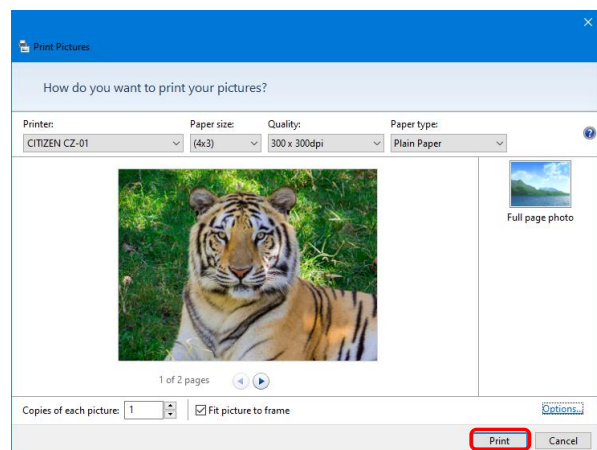 Print Pictures
How do you want to print your pictures?
Printer: Paper size: Quality: Paper type:
CITIZEN CZ-01 (4x3) 300 x 300dpi Plain Paper
Full page photo
1 of 2 pages
Copies of each picture: 1 Fit picture to frame Options...
Print Cancel